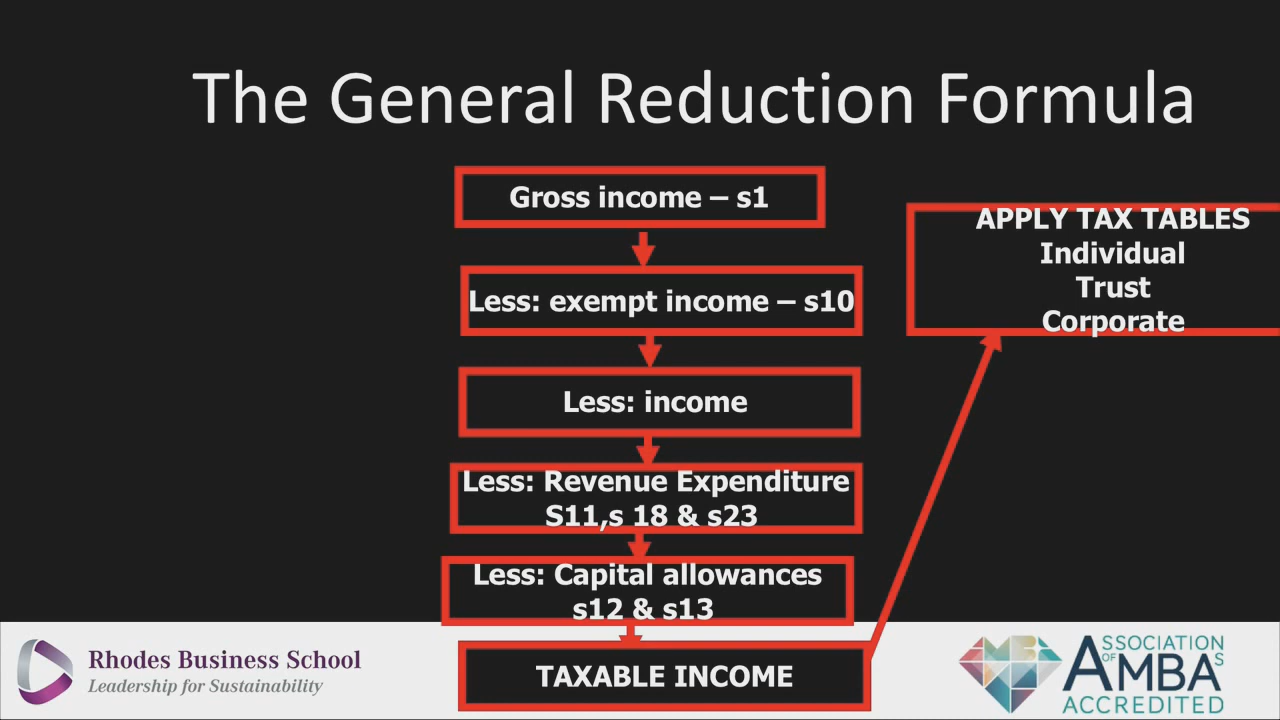 The General Reduction Formula
Gross income – s1
Less: exempt income – s10
Less: income
Less: Revenue Expenditure
S11,s 18 & s23
Less: Capital allowances
s12 & s13
TAXABLE INCOME
APPLY TAX TABLES
Individual
Trust
Corporate
Rhodes Business School
Leadership for Sustainability
ASSOCIATION
OF AMBAs
ACCREDITED